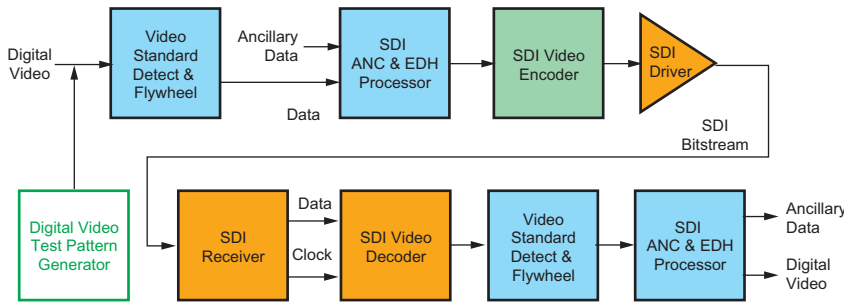 Digital
Video
Video
Standard
Detect &
Flywheel
Ancillary
Data
Data
SDI
ANC & EDH
Processor
SDI Video
Encoder
SDI
Driver
SDI
Bitstream
Digital Video
Test Pattern
Generator
SDI
Receiver
Data
Clock
SDI Video
Decoder
Video
Standard
Detect &
Flywheel
SDI
ANC & EDH
Processor
Ancillary
Data
Digital
Video